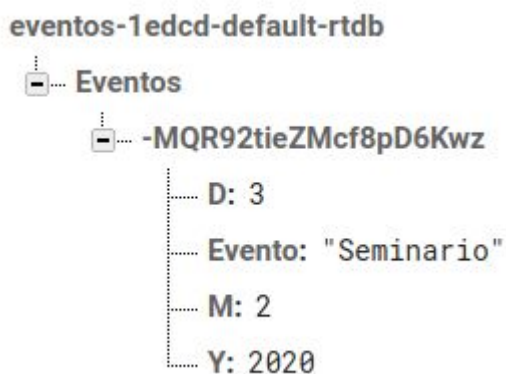 eventos-1edcd-default-rtdb
Eventos
-MQR92tieZMcf8pD6Kwz
D: 3
Evento: "Seminario"
M: 2
Y: 2020